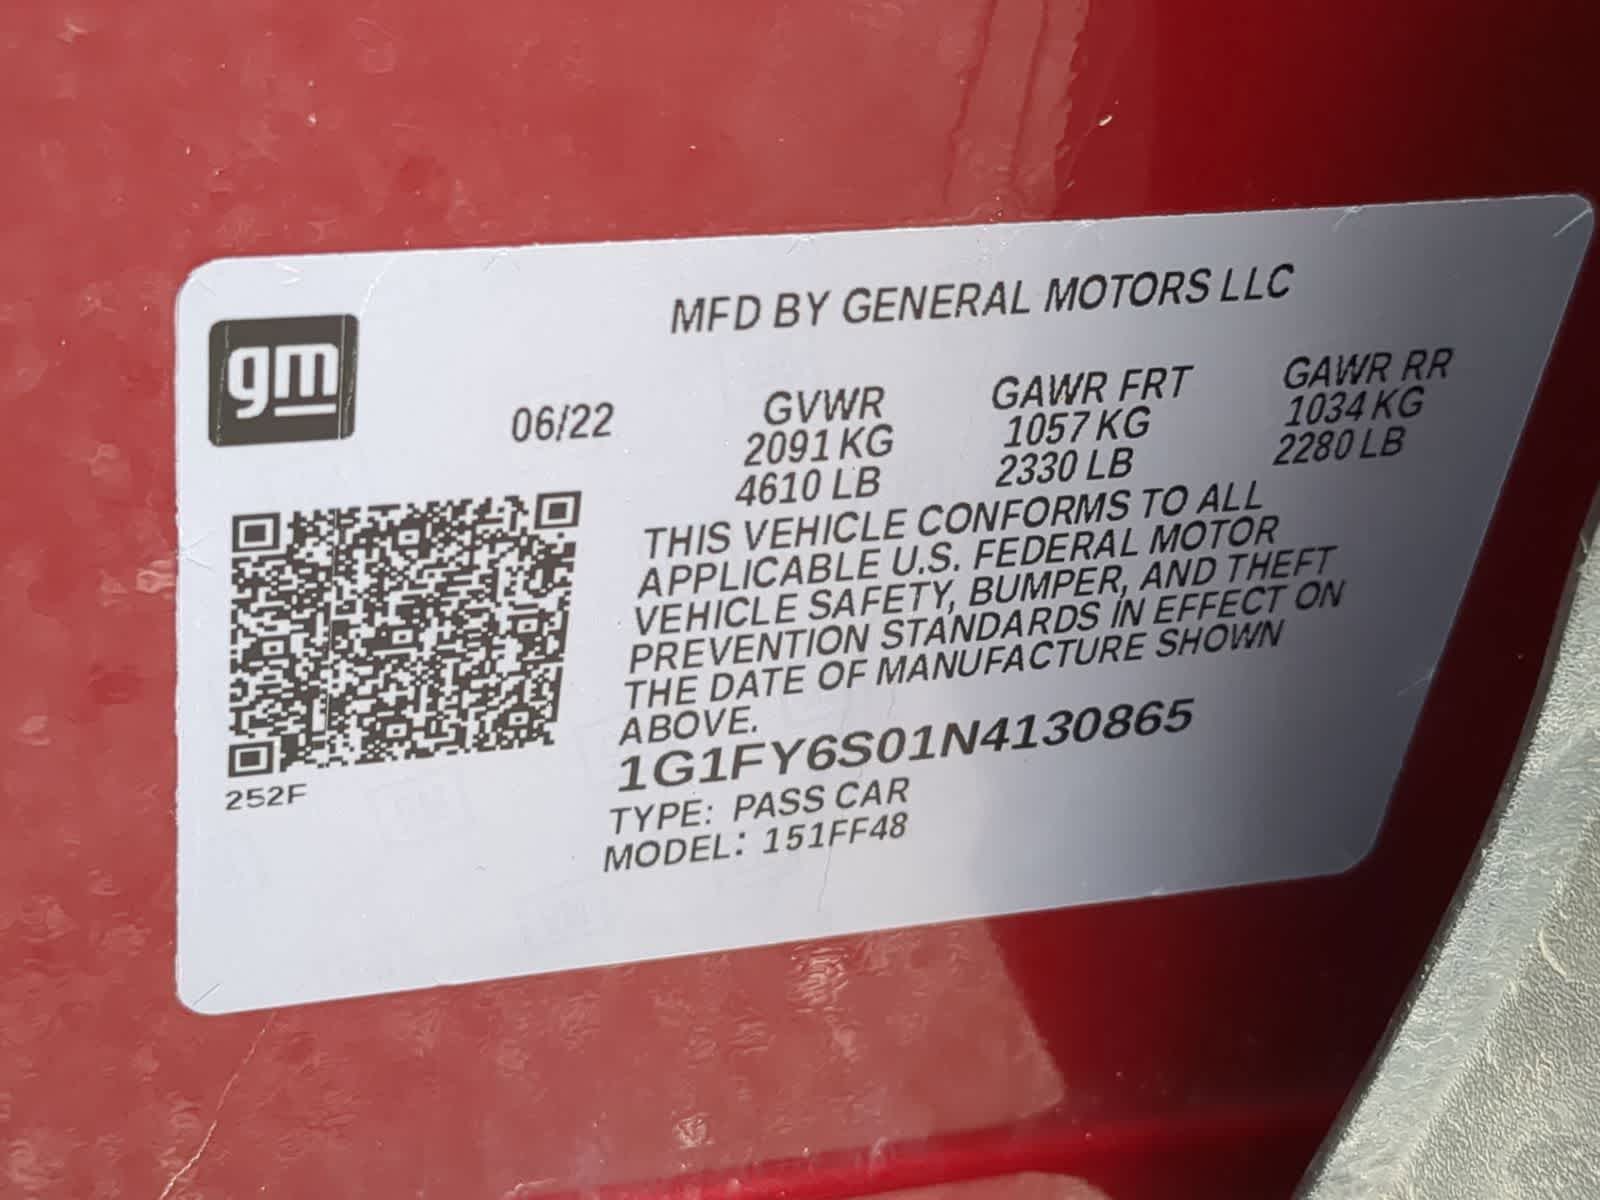 MFD BY GENERAL MOTORS LLC
gm
06/22
GVWR
2091 KG
4610 LB
GAWR FRT
1057 KG
2330 LB
GAWR RR
1034 KG
2280 LB
THIS VEHICLE CONFORMS TO ALL
APPLICABLE U.S. FEDERAL MOTOR
VEHICLE SAFETY, BUMPER, AND THEFT
PREVENTION STANDARDS IN EFFECT ON
THE DATE OF MANUFACTURE SHOWN
ABOVE.
1G1FY6S01N4130865
TYPE: PASS CAR
MODEL: 151FF48
252F